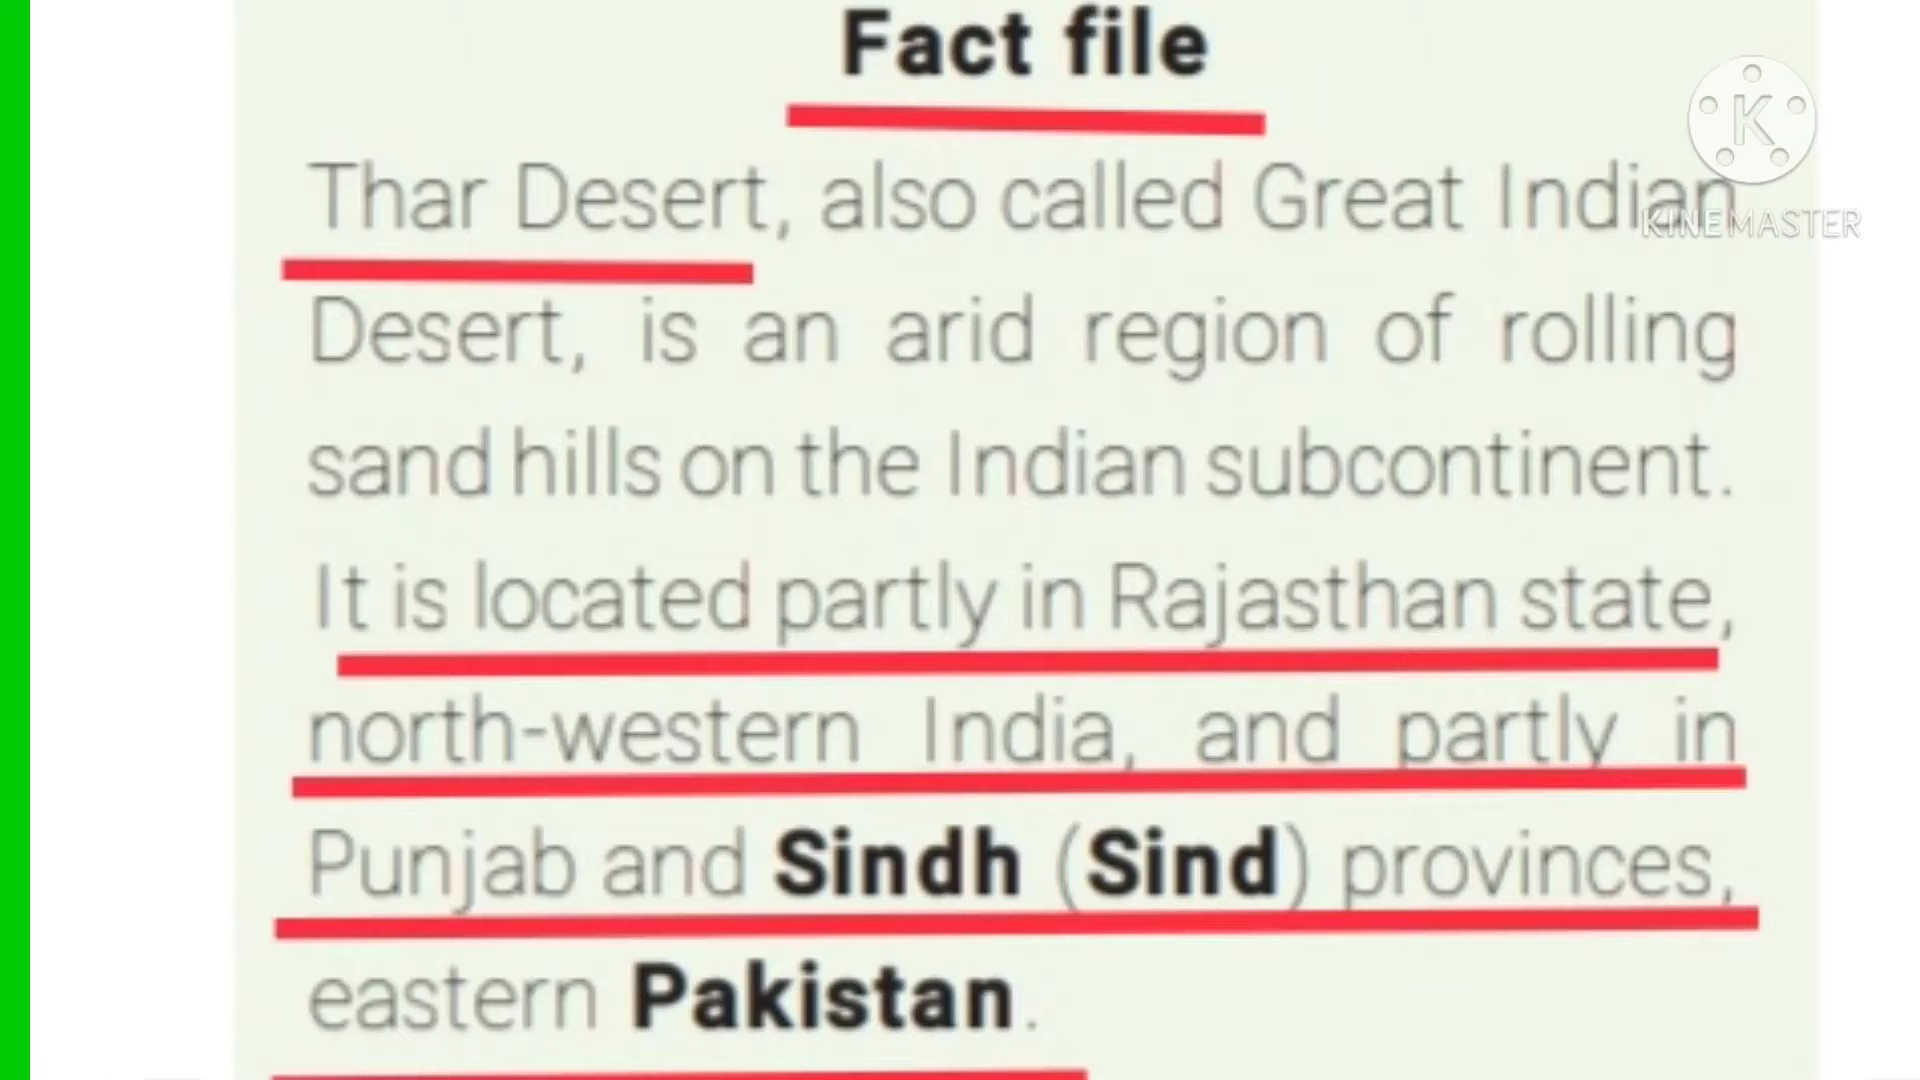 Fact file
Thar Desert, also called Great Indian
Desert, is an arid region of rolling
sand hills on the Indian subcontinent.
It is located partly in Rajasthan state,
north-western India, and partly in
Punjab and Sindh (Sind) provinces,
eastern Pakistan.
K
KINEMASTER